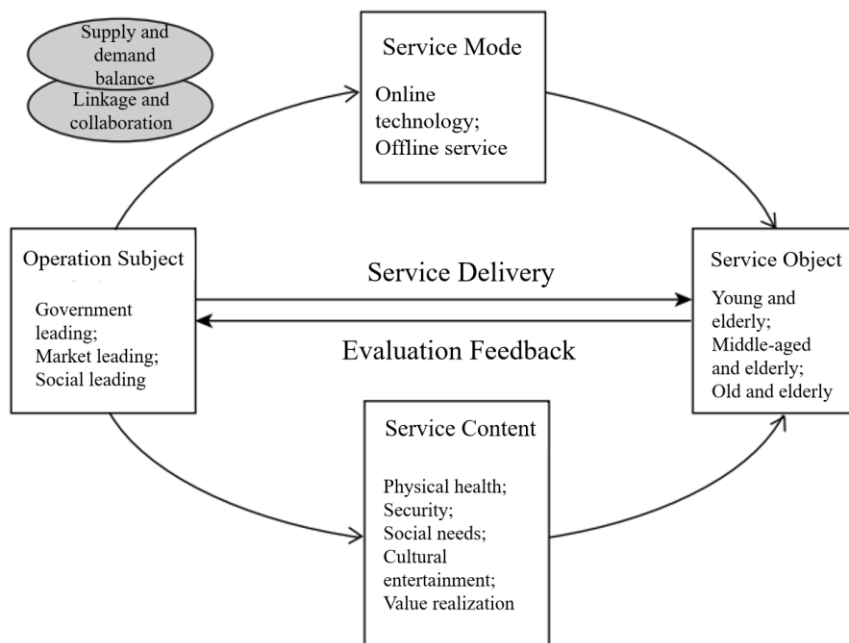 Supply and
demand
balance
Linkage and
collaboration
Service Mode
Online
technology;
Offline service
Operation Subject
Government
leading;
Market leading;
Social leading
Service Delivery
Evaluation Feedback
Service Object
Young and
elderly;
Middle-aged
and elderly;
Old and elderly
Service Content
Physical health;
Security;
Social needs;
Cultural
entertainment;
Value realization